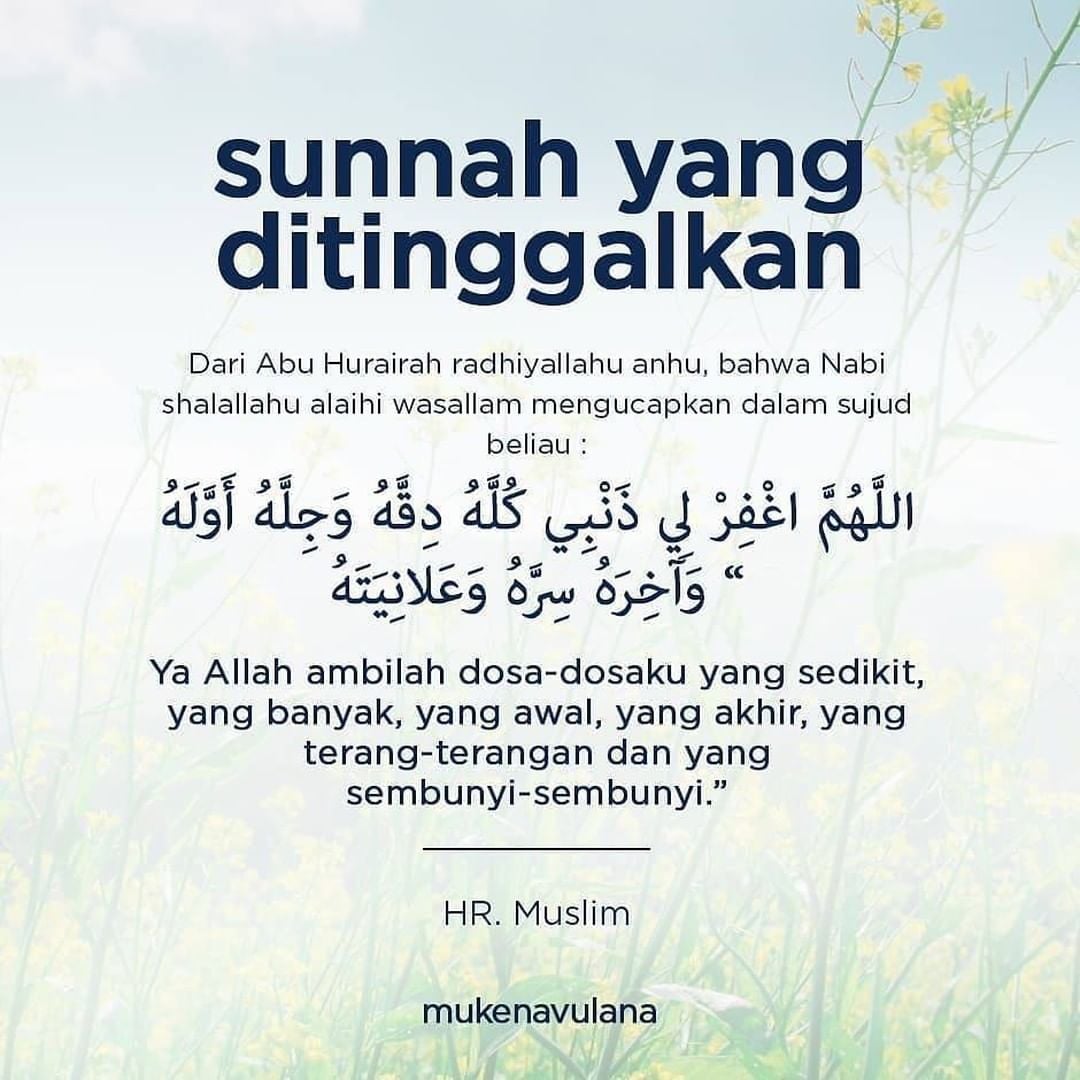 sunnah yang
ditinggalkan
Dari Abu Hurairah radhiyallahu anhu, bahwa Nabi
shalallahu alaihi wasallam mengucapkan dalam sujud
beliau :
اللَّهُمَّ اغْفِرْ لِي ذَنْبِي كُلَّهُ دِقَّهُ وَجِلَّهُ أَوَّلَهُ
“ وَآخِرَهُ سِرَّهُ وَعَلانِيَتَهُ
Ya Allah ambilah dosa-dosaku yang sedikit,
yang banyak, yang awal, yang akhir, yang
terang-terangan dan yang
sembunyi-sembunyi.”
HR. Muslim
mukenavulana